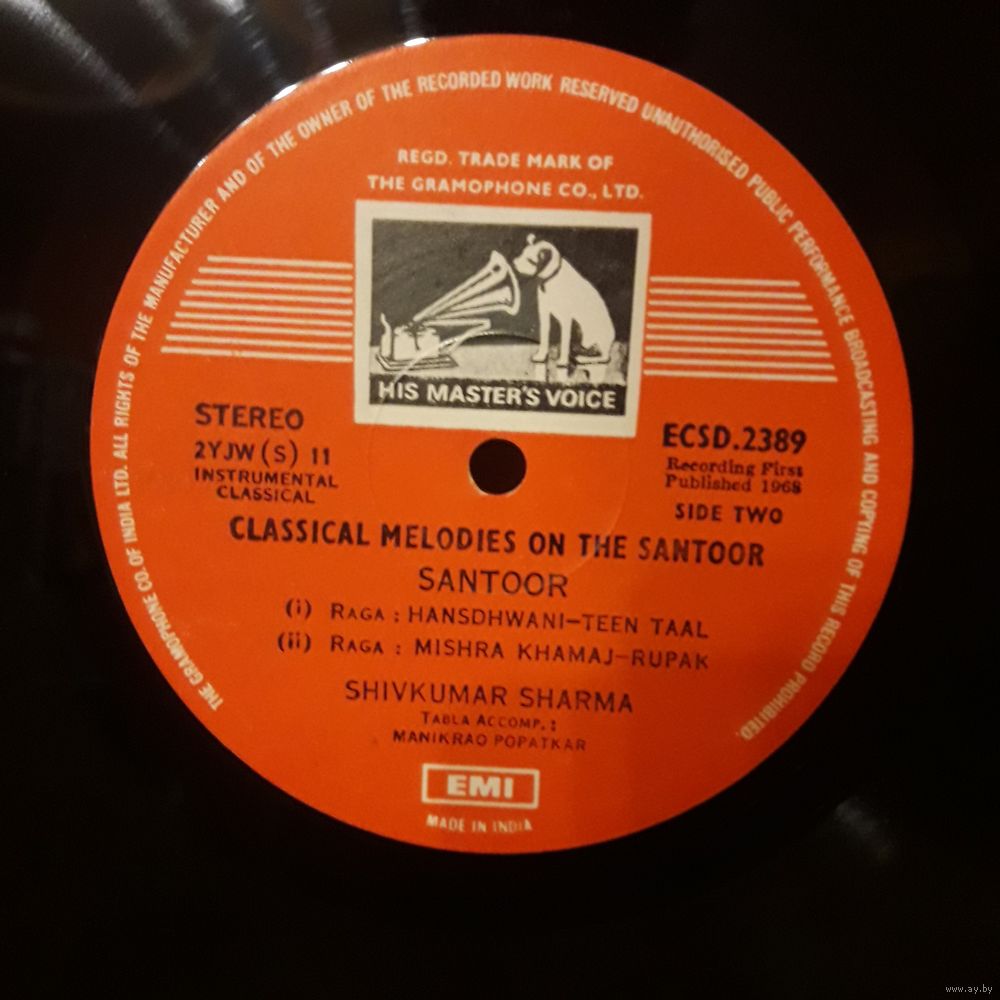 THE GRAMOPHONE CO. OF INDIA LTD. ALL RIGHTS OF THE MANUFACTURER AND OF THE OWNER OF THE RECORDED WORK RESERVED UNAUTHORISED PUBLIC PERFORMANCE BROADCASTING AND COPYING OF THIS RECORD PROHIBITED.
REGD. TRADE MARK OF
THE GRAMOPHONE CO., LTD.
HIS MASTER'S VOICE
STEREO
2YJW (S) 11
INSTRUMENTAL
CLASSICAL
ECSD.2389
Recording First
Published 1968
SIDE TWO
CLASSICAL MELODIES ON THE SANTOOR
SANTOOR
(i) RAGA : HANSDHWANI-TEEN TAAL
(ii) RAGA : MISHRA KHAMAJ-RUPAK
SHIVKUMAR SHARMA
TABLA ACCOMP. :
MANIKRAO POPATKAR
EMI
MADE IN INDIA
www.ay.by